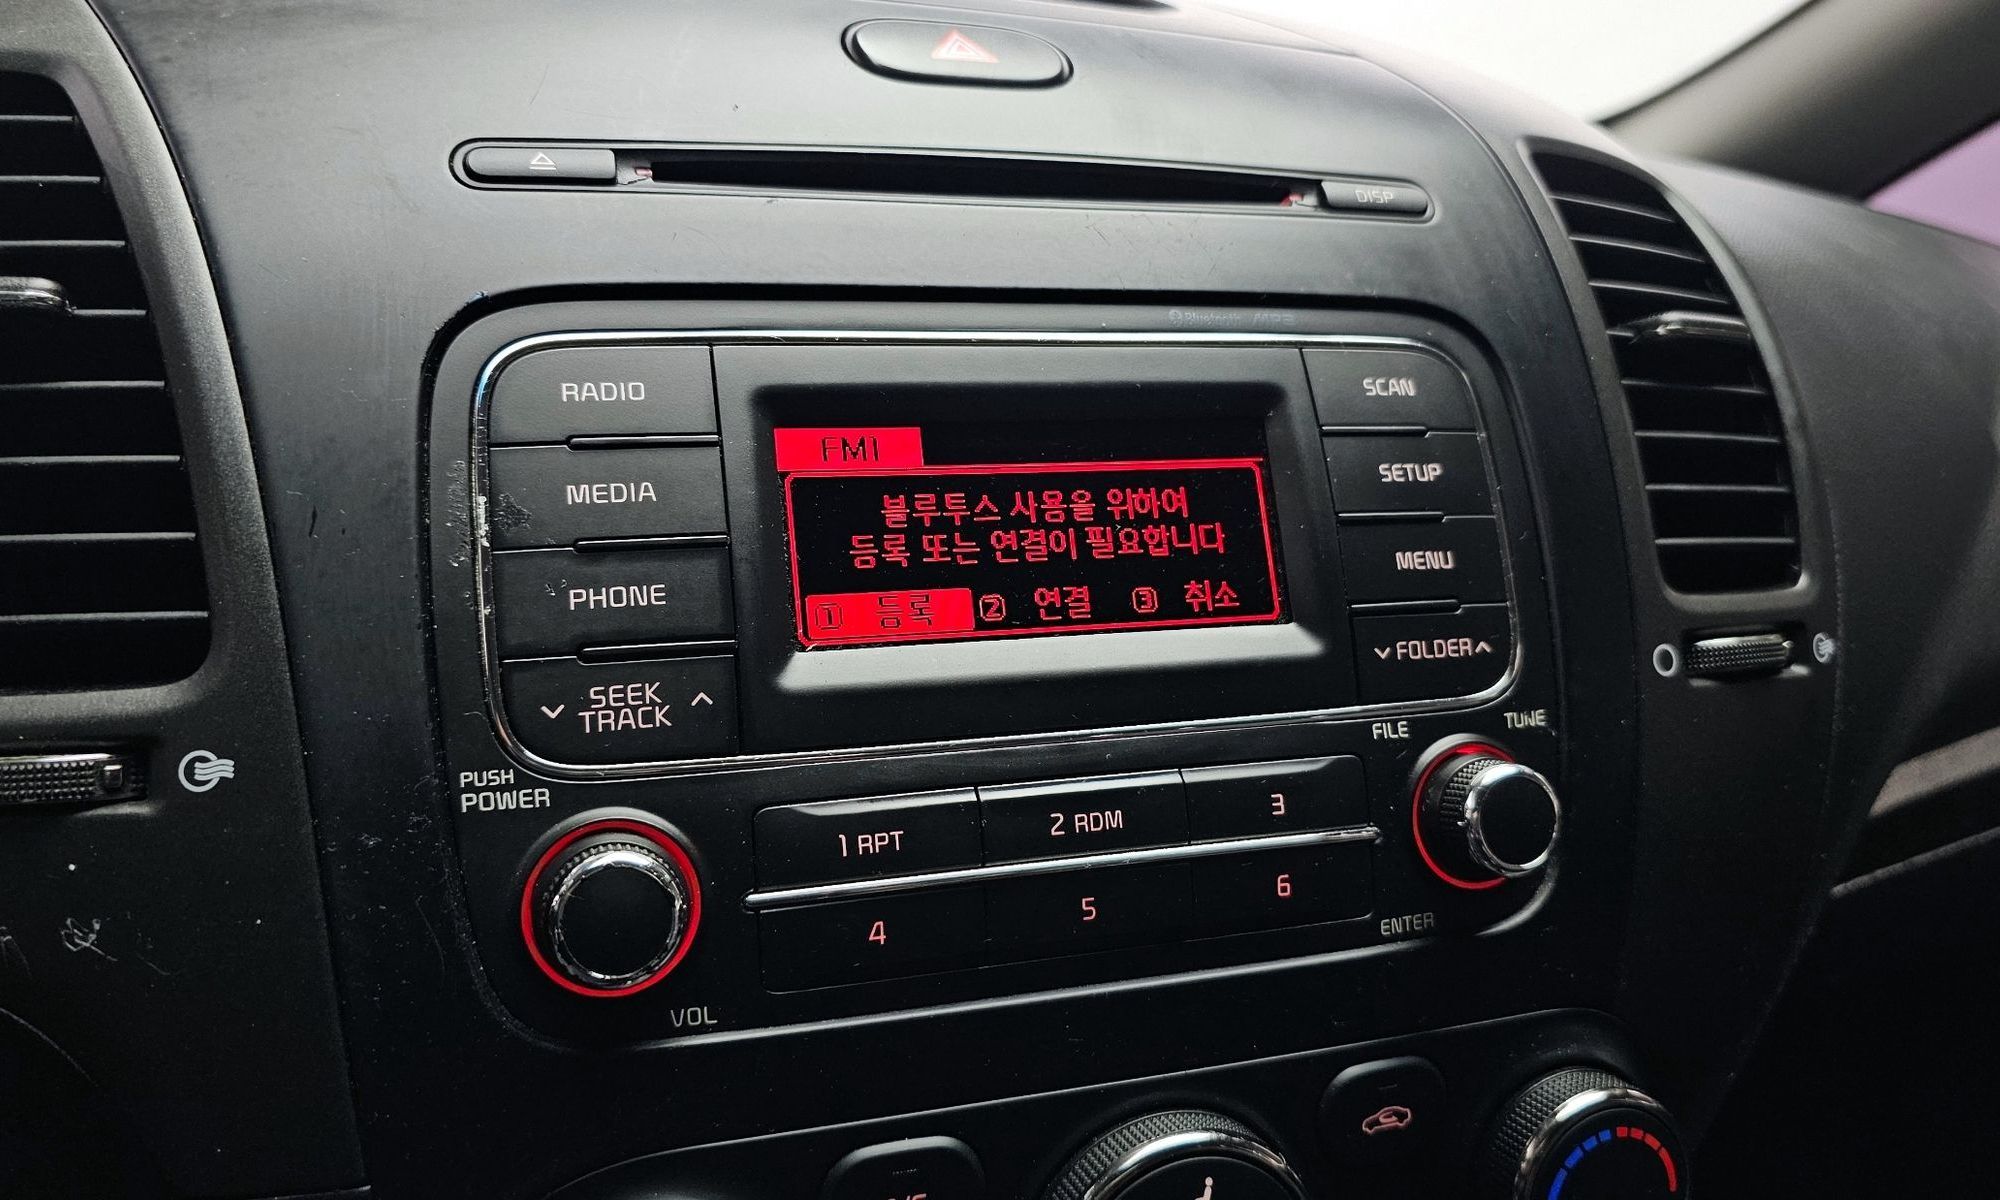 DISP
Bluetooth MP3
RADIO
MEDIA
PHONE
SEEK
TRACK
FM1
블루투스 사용을 위하여
등록 또는 연결이 필요합니다
1 등록 2 연결 3 취소
SCAN
SETUP
MENU
FOLDER
PUSH
POWER
VOL
1 RPT
2 RDM
3
4
5
6
FILE
TUNE
ENTER